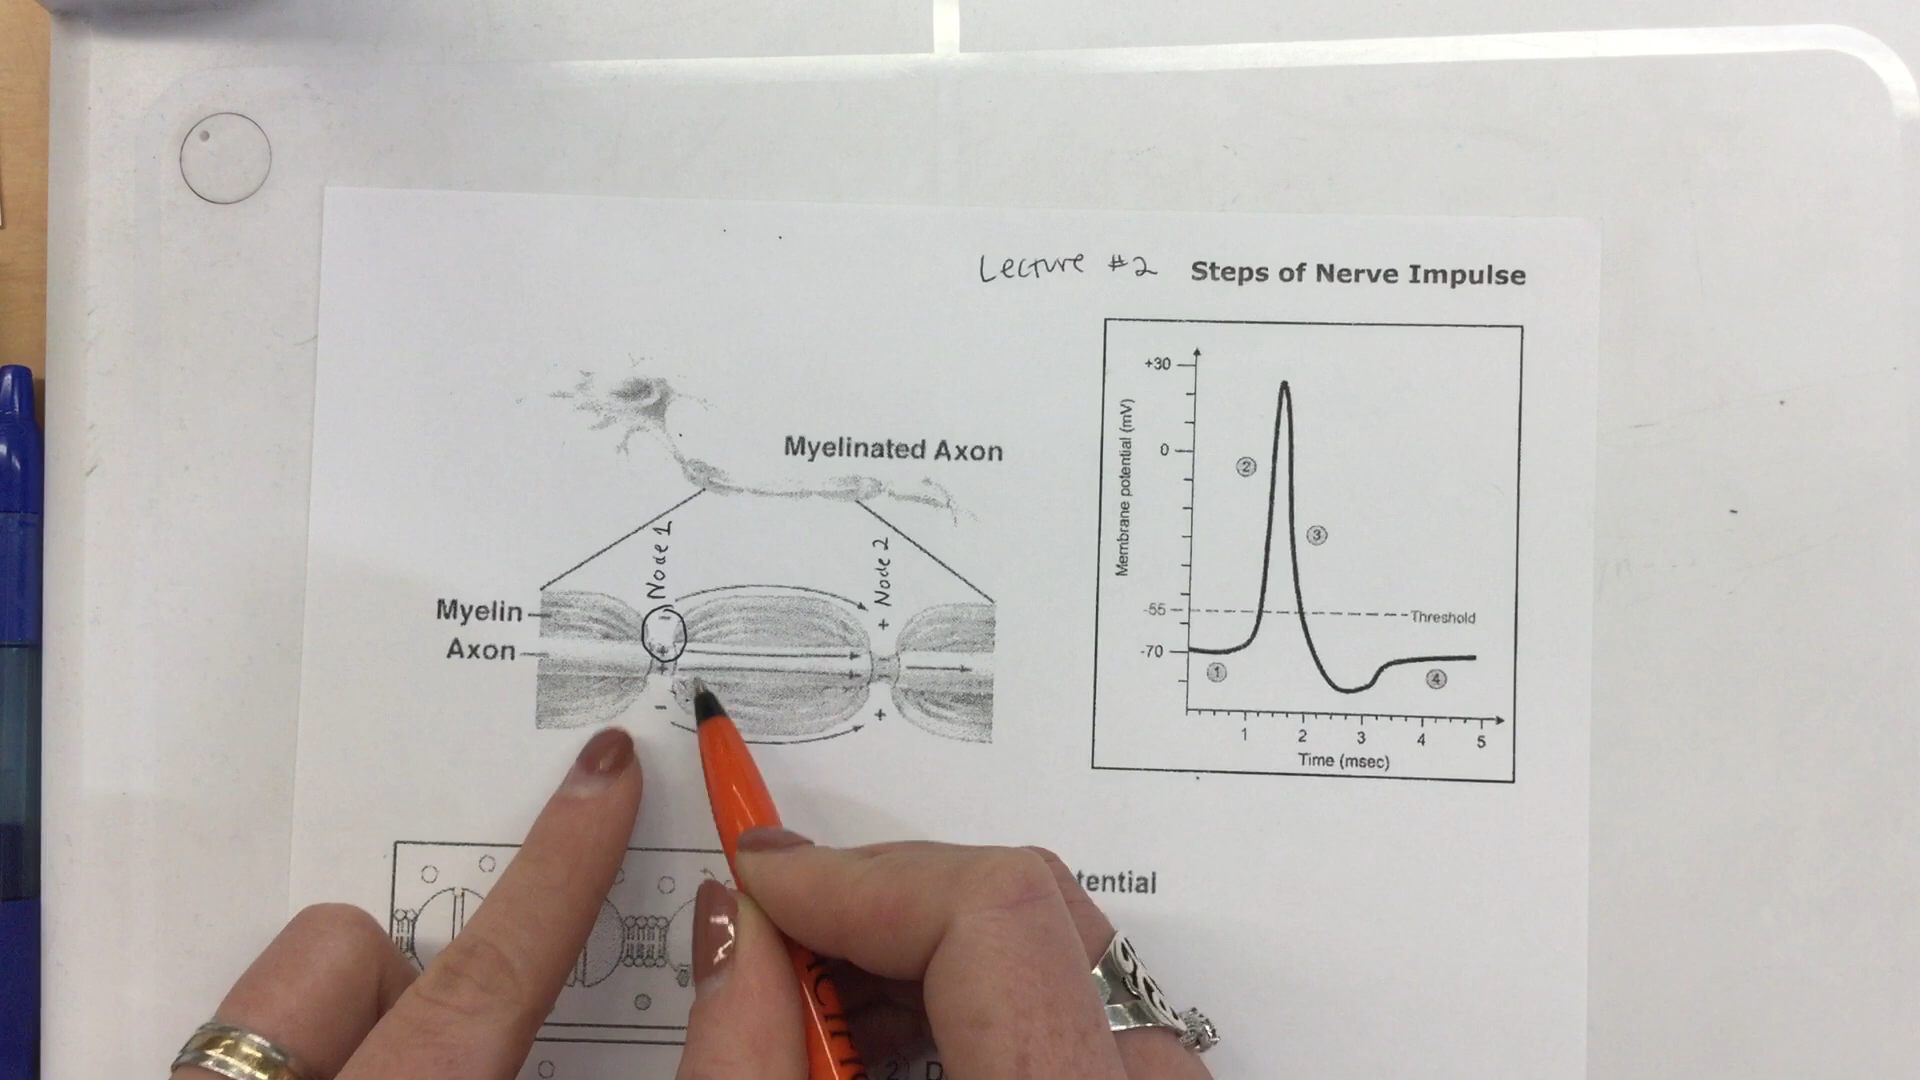 Lecture #2 Steps of Nerve Impulse
Myelinated Axon
Node 1
Node 2
Myelin
Axon
-
+
+
-
+
+
Membrane potential (mV)
+30
0
-55
-70
Threshold
1
2
3
4
1 2 3 4 5
Time (msec)
tential
2 D